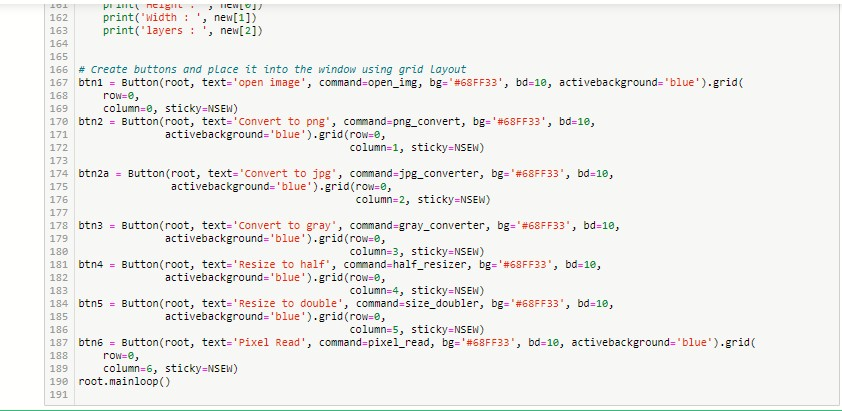 161 print('Height : ', new[0])
162 print('Width : ', new[1])
163 print('layers : ', new[2])
164
165
166 # Create buttons and place it into the window using grid Layout
167 btn1 = Button(root, text='open image', command=open_img, bg='#68FF33', bd=10, activebackground='blue').grid(
168 row=0,
169 column=0, sticky=NSEW)
170 btn2 = Button(root, text='Convert to png', command=png_convert, bg='#68FF33', bd=10,
171 activebackground='blue').grid(row=0,
172 column=1, sticky=NSEW)
173
174 btn2a = Button(root, text='Convert to jpg', command=jpg_converter, bg='#68FF33', bd=10,
175 activebackground='blue').grid(row=0,
176 column=2, sticky=NSEW)
177
178 btn3 = Button(root, text='Convert to gray', command=gray_converter, bg='#68FF33', bd=10,
179 activebackground='blue').grid(row=0,
180 column=3, sticky=NSEW)
181 btn4 = Button(root, text='Resize to half', command=half_resizer, bg='#68FF33', bd=10,
182 activebackground='blue').grid(row=0,
183 column=4, sticky=NSEW)
184 btn5 = Button(root, text='Resize to double', command=size_doubler, bg='#68FF33', bd=10,
185 activebackground='blue').grid(row=0,
186 column=5, sticky=NSEW)
187 btn6 = Button(root, text='Pixel Read', command=pixel_read, bg='#68FF33', bd=10, activebackground='blue').grid(
188 row=0,
189 column=6, sticky=NSEW)
190 root.mainloop()
191